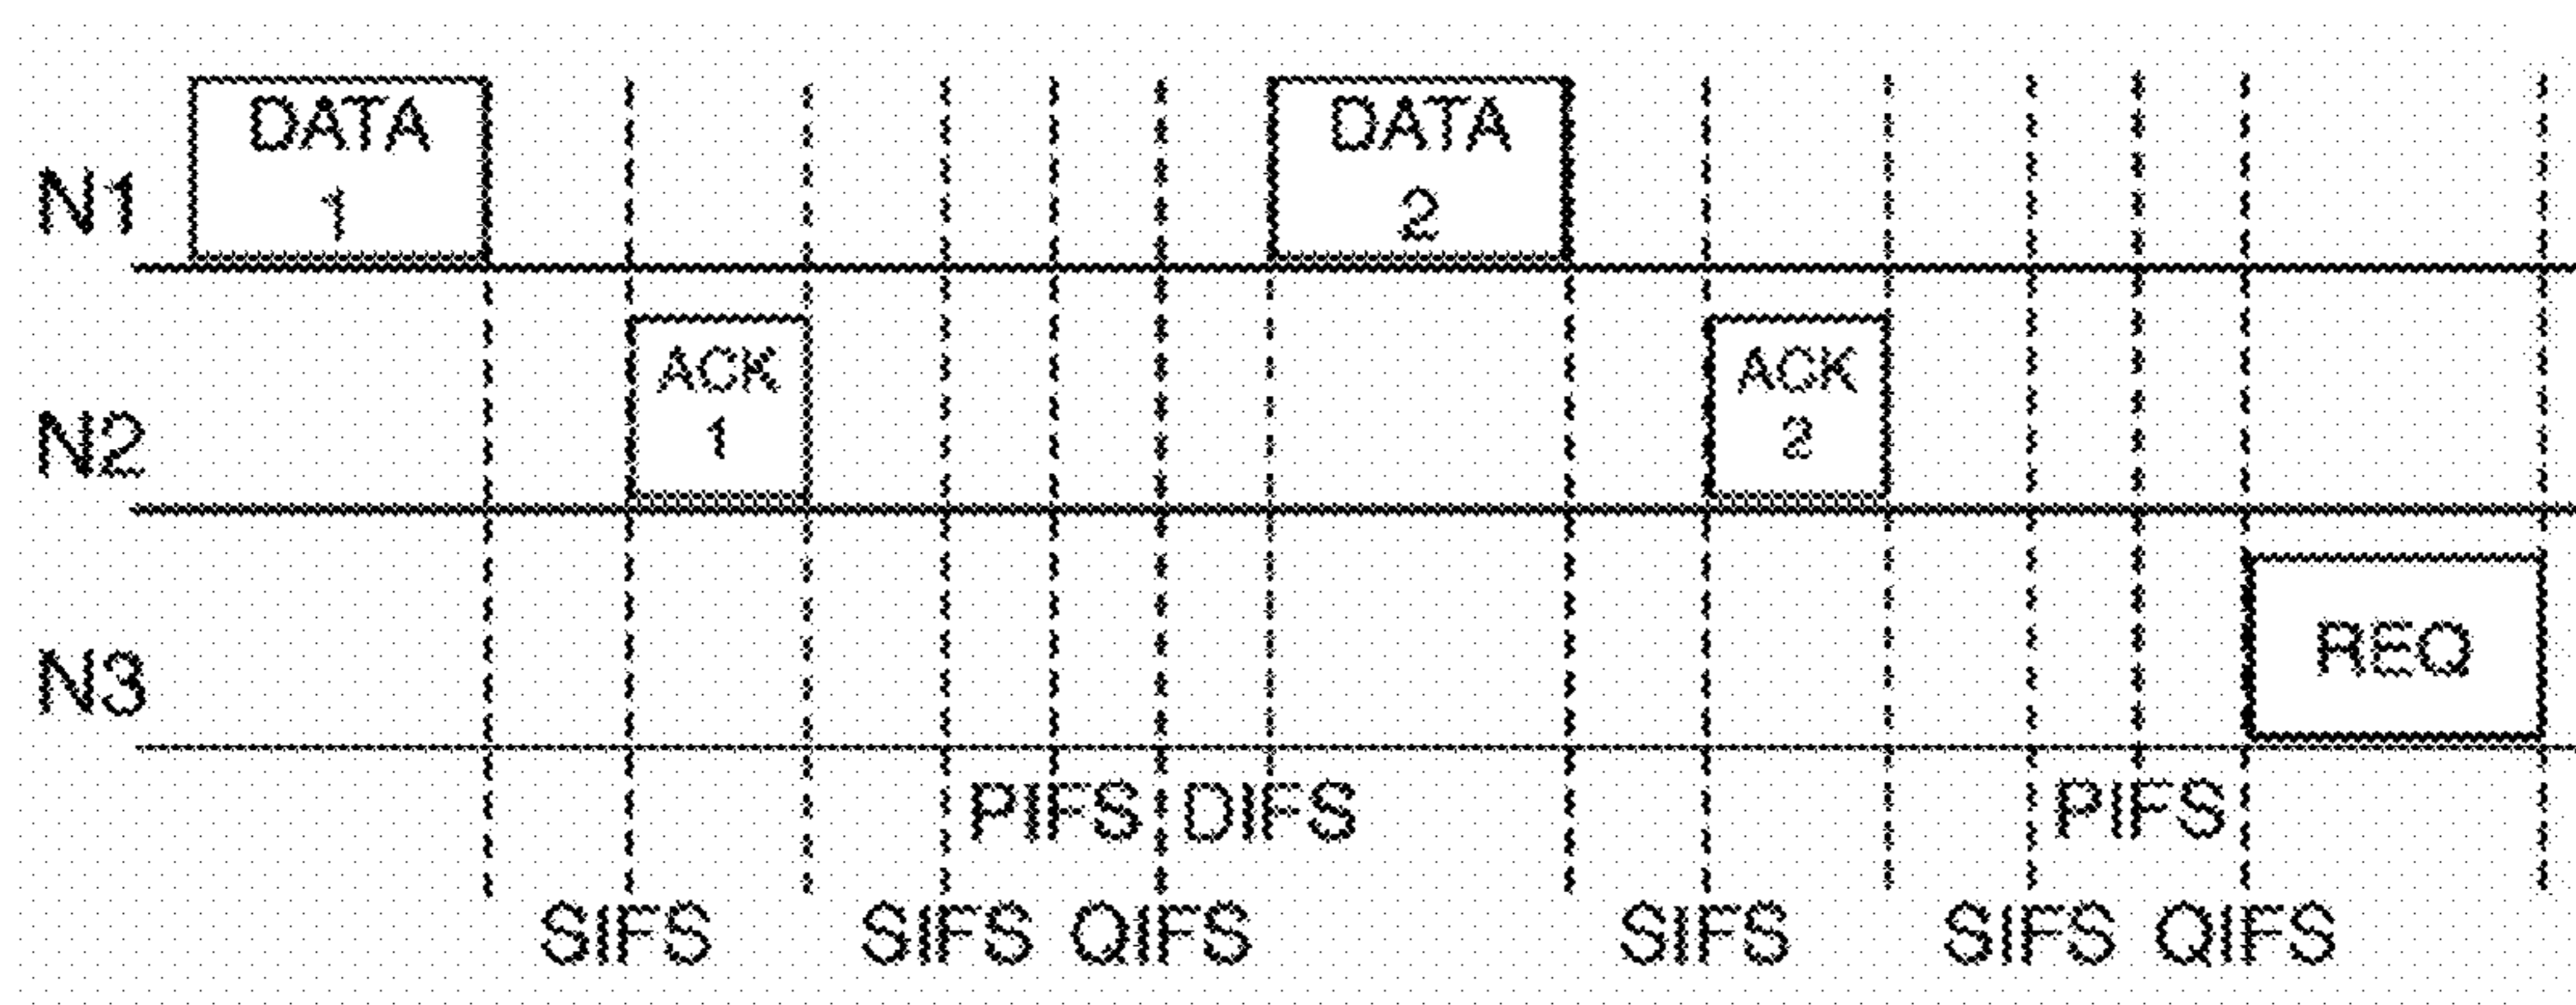 DATA
1
DATA
2
N1
ACK
1
ACK
2
N2
REQ
N3
PIFS DIFS PIFS
SIFS SIFS QIFS SIFS SIFS QIFS